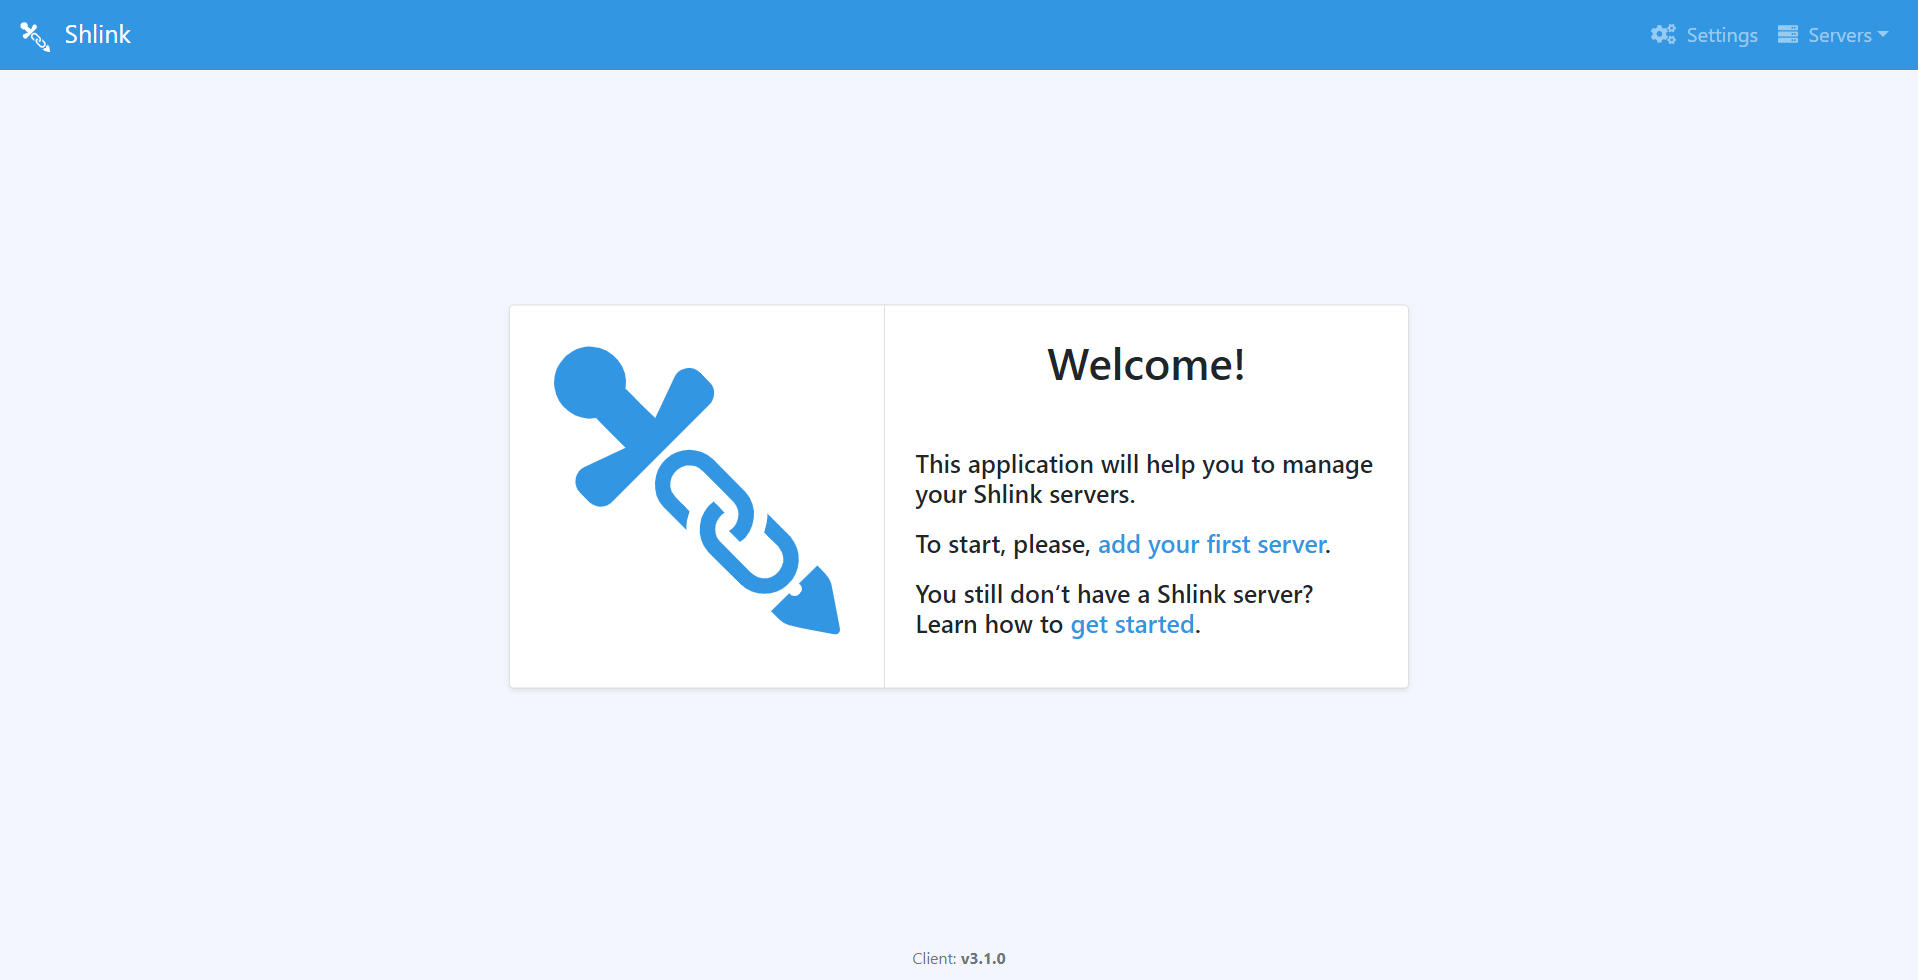 Shlink
Settings
Servers
Welcome!
This application will help you to manage
your Shlink servers.
To start, please, add your first server.
You still don’t have a Shlink server?
Learn how to get started.
Client: v3.1.0